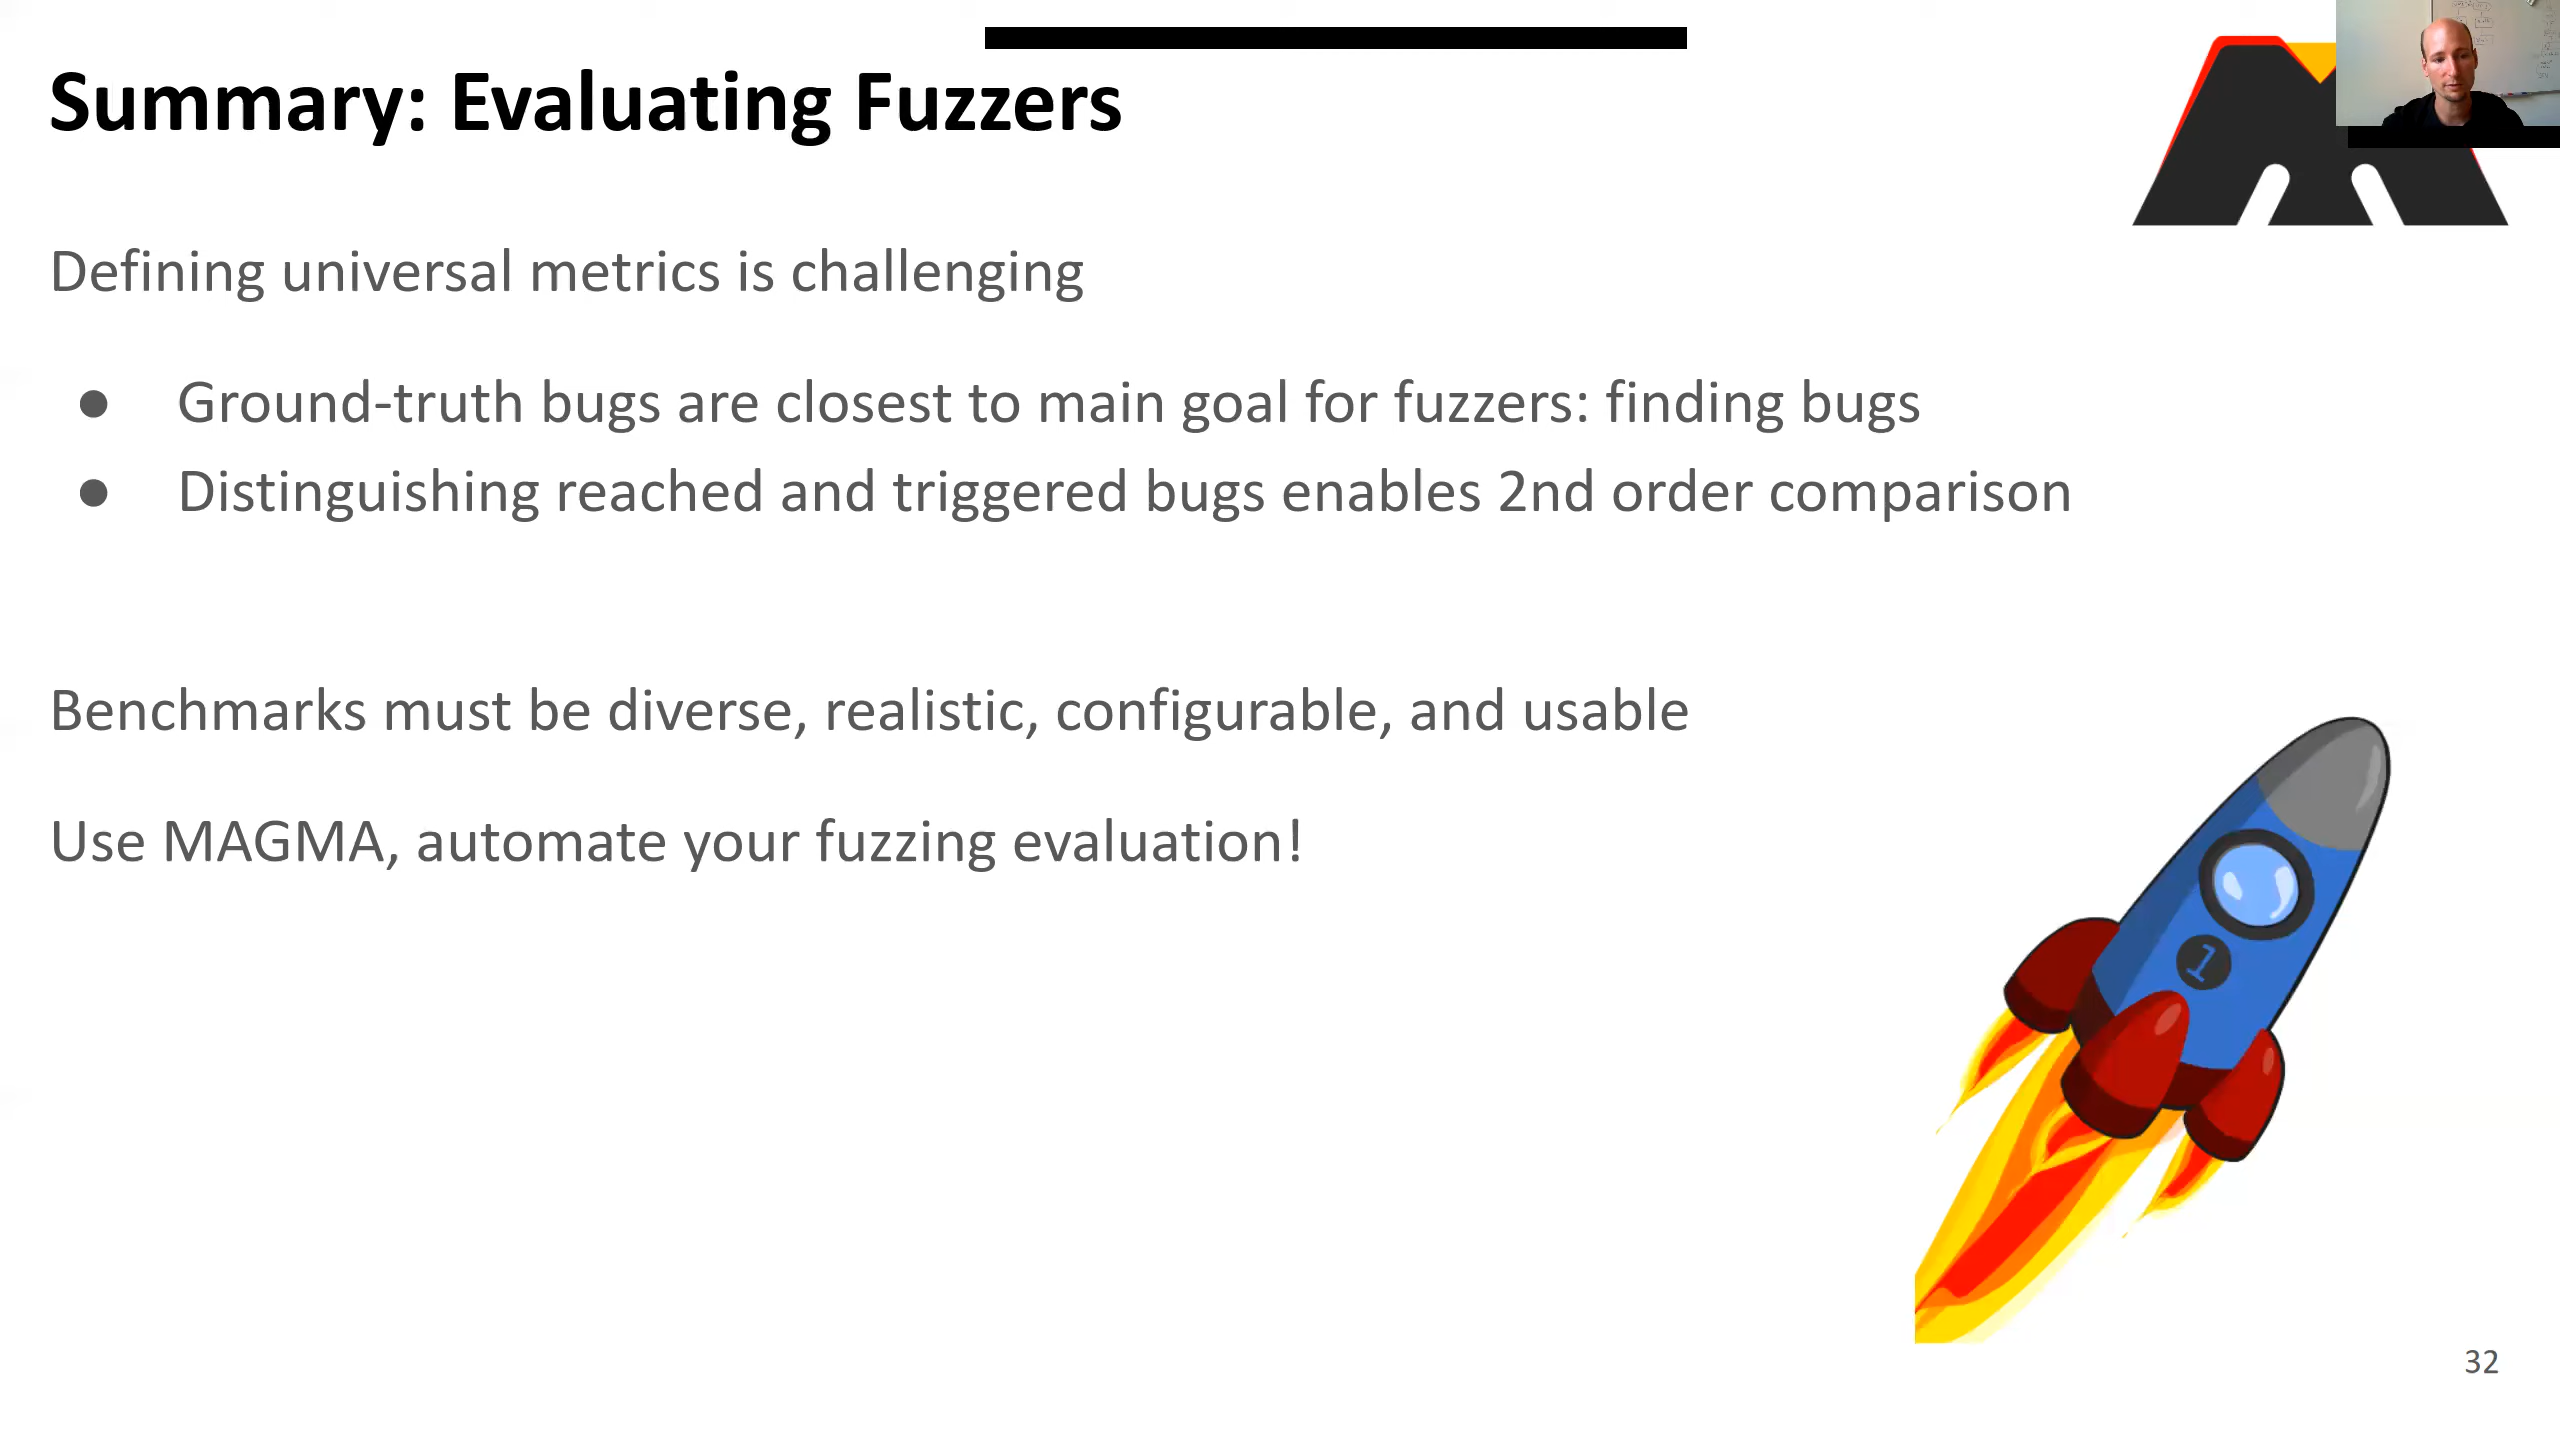 Summary: Evaluating Fuzzers
Defining universal metrics is challenging
● Ground-truth bugs are closest to main goal for fuzzers: finding bugs
● Distinguishing reached and triggered bugs enables 2nd order comparison
Benchmarks must be diverse, realistic, configurable, and usable
Use MAGMA, automate your fuzzing evaluation!
1
32